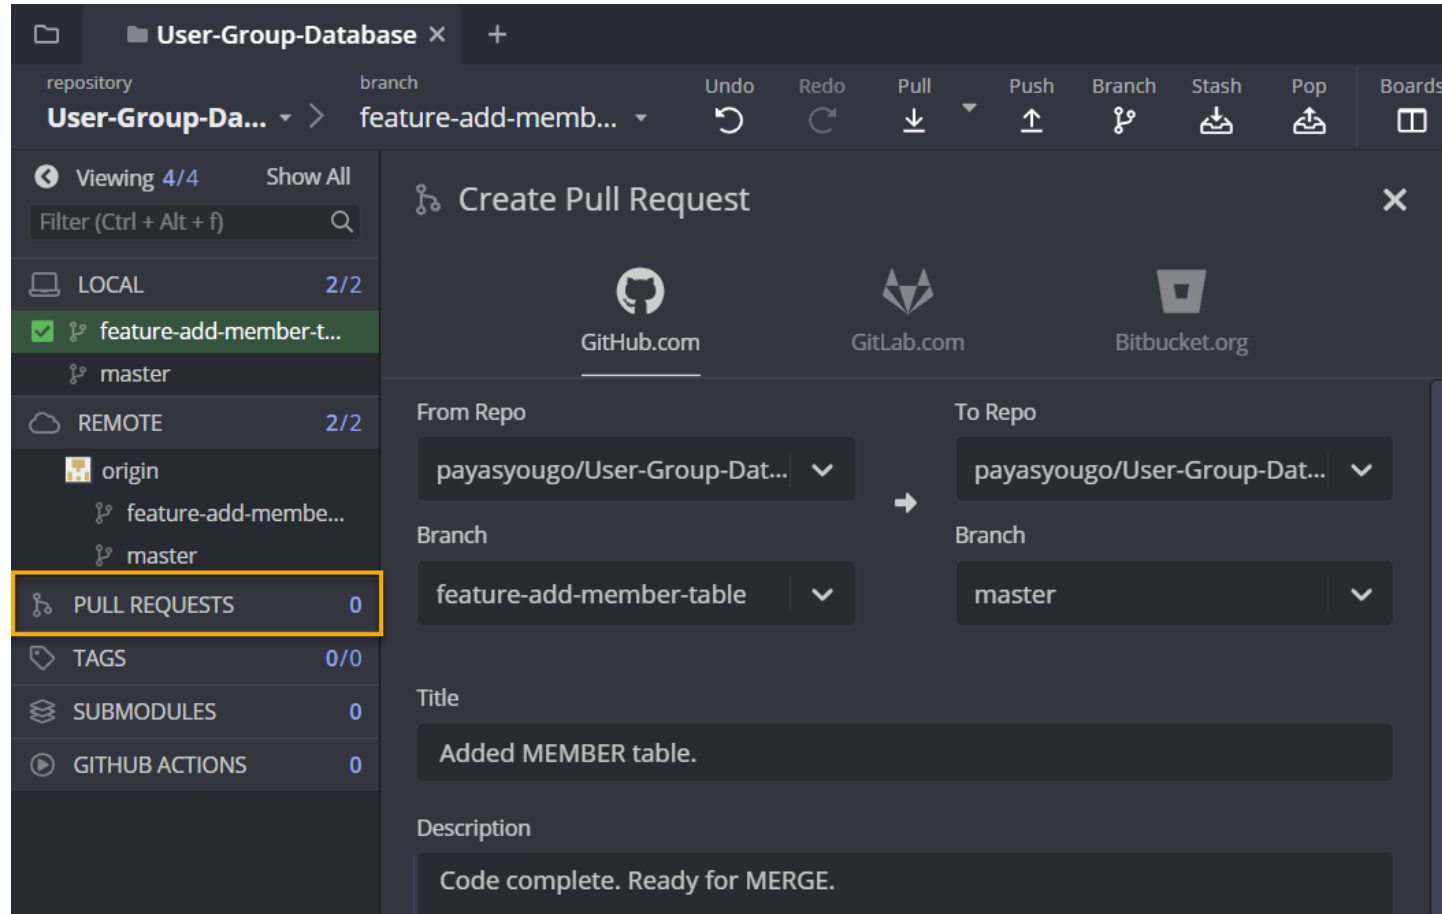 User-Group-Database
repository
User-Group-Da...
branch
feature-add-memb...
Undo
Redo
Pull
Push
Branch
Stash
Pop
Boards
Viewing 4/4
Show All
Filter (Ctrl + Alt + f)
LOCAL 2/2
feature-add-member-t...
master
REMOTE 2/2
origin
feature-add-membe...
master
PULL REQUESTS 0
TAGS 0/0
SUBMODULES 0
GITHUB ACTIONS 0
Create Pull Request
GitHub.com
GitLab.com
Bitbucket.org
From Repo
payasyougo/User-Group-Dat...
To Repo
payasyougo/User-Group-Dat...
Branch
feature-add-member-table
Branch
master
Title
Added MEMBER table.
Description
Code complete. Ready for MERGE.